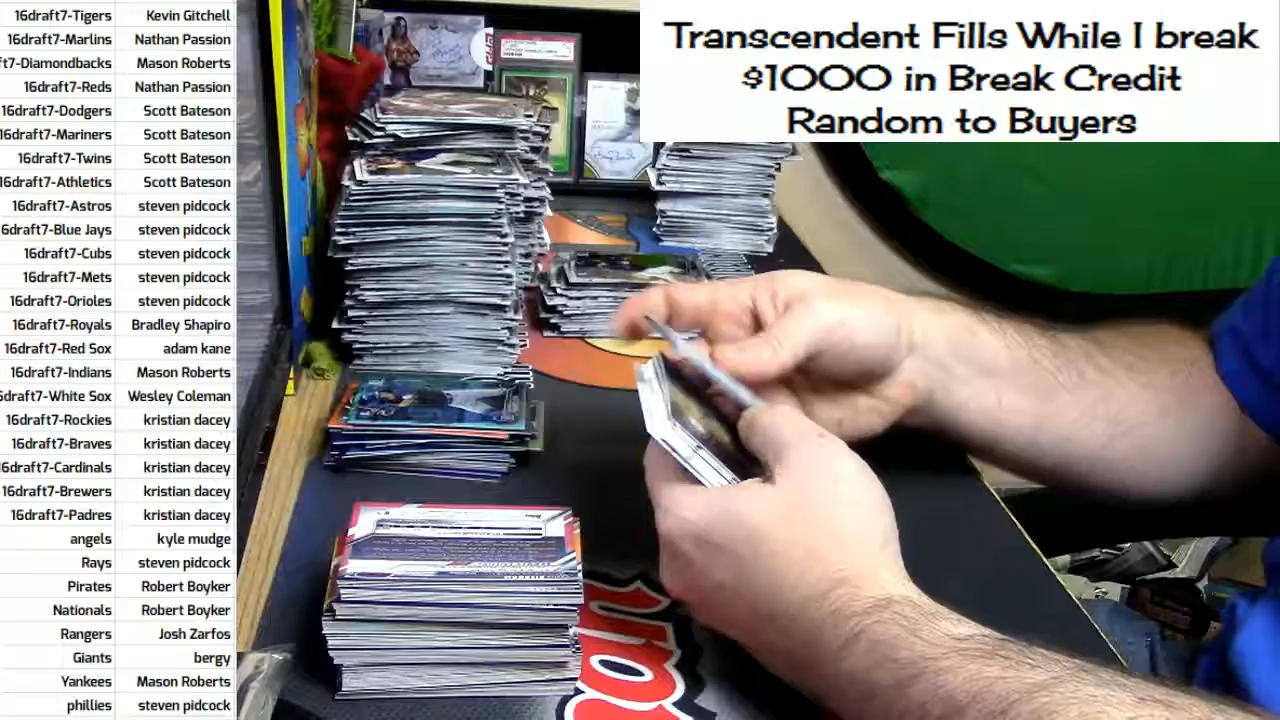 16draft7-Tigers Kevin Gitchell
16draft7-Marlins Nathan Passion
ft7-Diamondbacks Mason Roberts
16draft7-Reds Nathan Passion
16draft7-Dodgers Scott Bateson
16draft7-Mariners Scott Bateson
16draft7-Twins Scott Bateson
16draft7-Athletics Scott Bateson
16draft7-Astros steven pidcock
16draft7-Blue Jays steven pidcock
16draft7-Cubs steven pidcock
16draft7-Mets steven pidcock
16draft7-Orioles steven pidcock
16draft7-Royals Bradley Shapiro
16draft7-Red Sox adam kane
16draft7-Indians Mason Roberts
6draft7-White Sox Wesley Coleman
16draft7-Rockies kristian dacey
16draft7-Braves kristian dacey
6draft7-Cardinals kristian dacey
16draft7-Brewers kristian dacey
16draft7-Padres kristian dacey
angels kyle mudge
Rays steven pidcock
Pirates Robert Boyker
Nationals Robert Boyker
Rangers Josh Zarfos
Giants bergy
Yankees Mason Roberts
phillies steven pidcock
Transcendent Fills While I break
$1000 in Break Credit
Random to Buyers